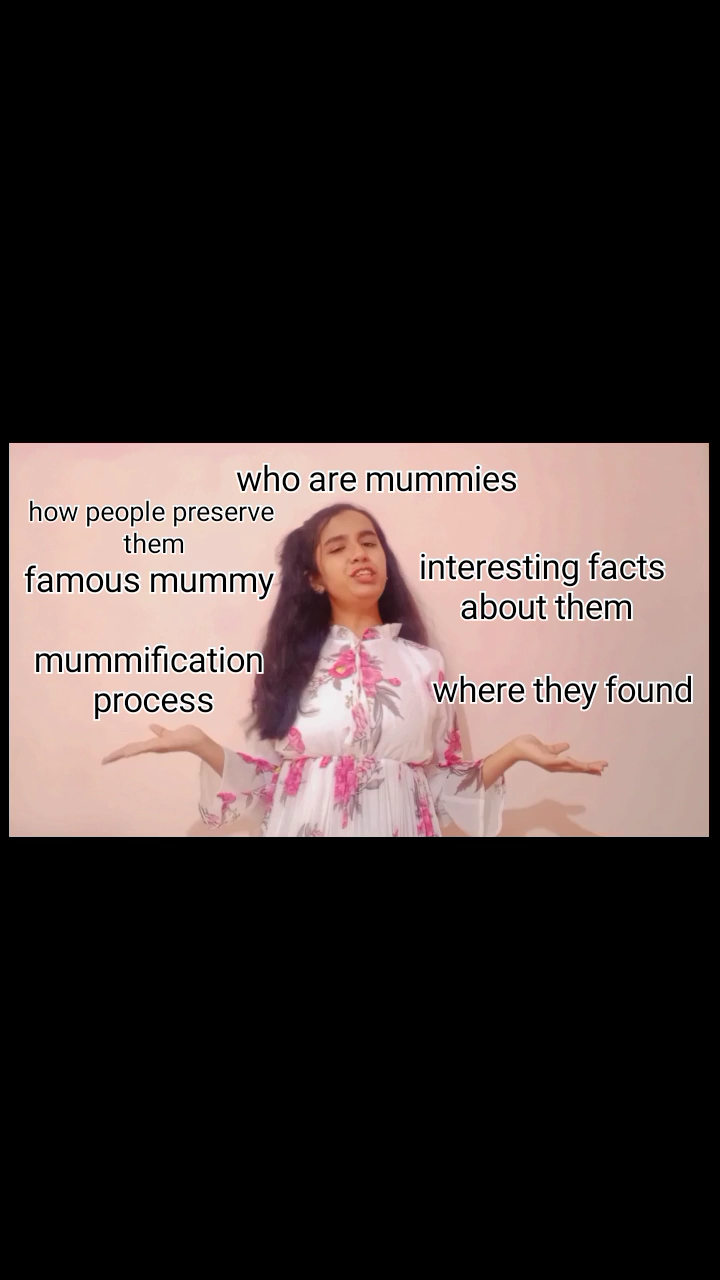 who are mummies
how people preserve
them
famous mummy
mummification
process
interesting facts
about them
where they found